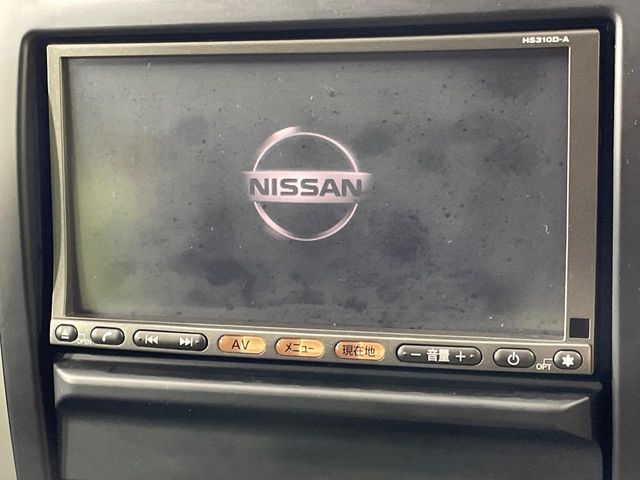 HS310D-A
NISSAN
AV メニュー 現在地 − 音量 + OPT